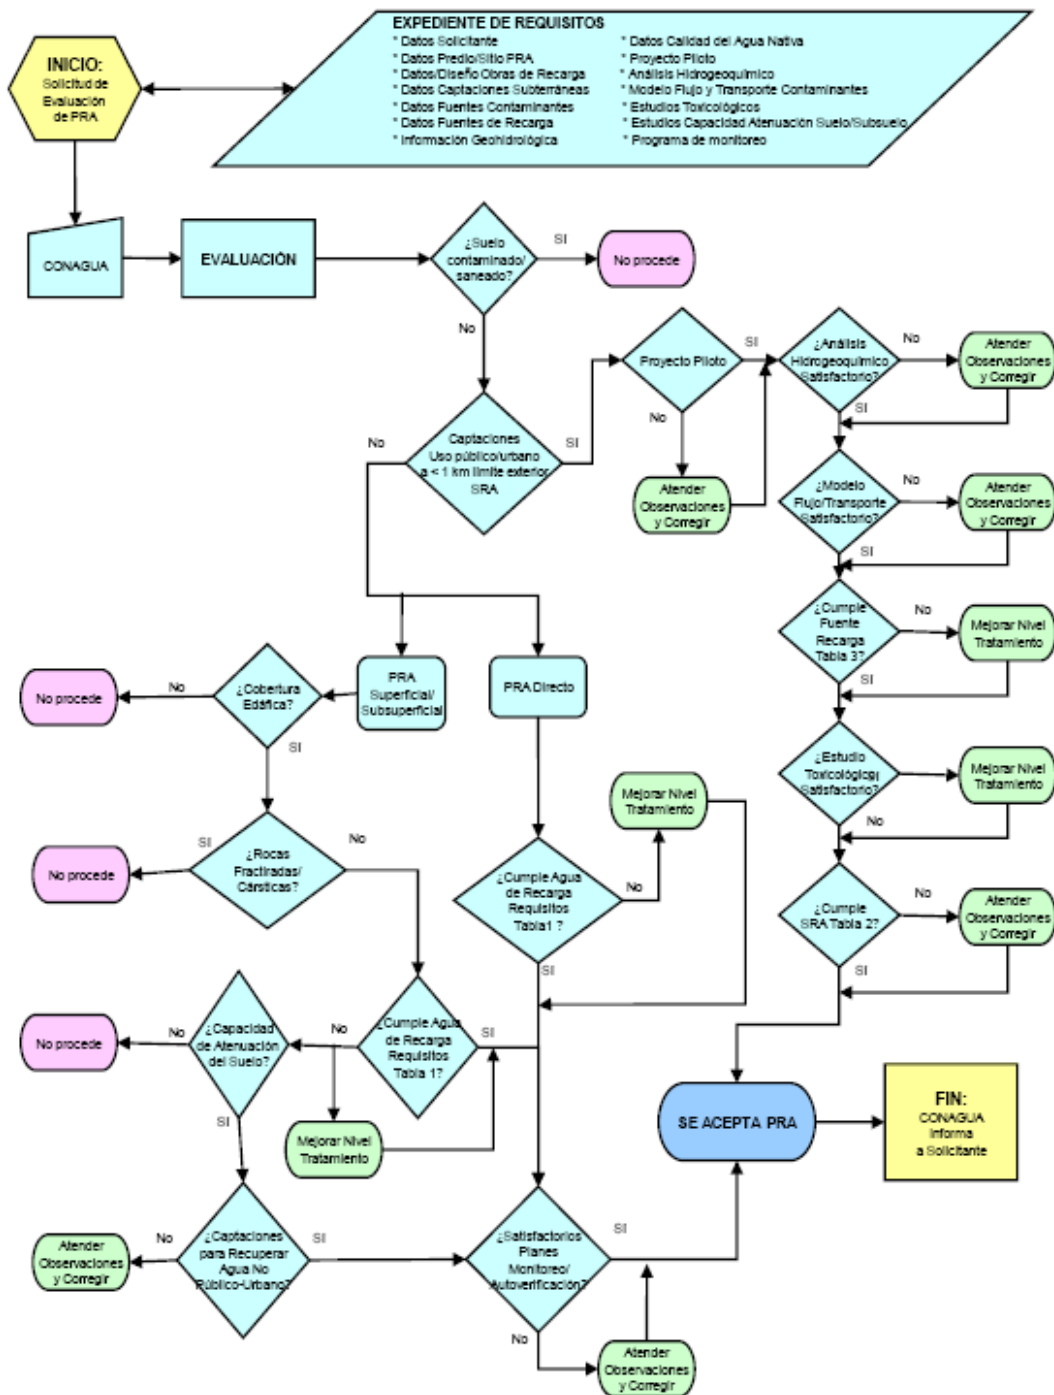 EXPEDIENTE DE REQUISITOS
* Datos Solicitante
* Datos Predio/Sitio PRA
* Datos/Diseño Obras de Recarga
* Datos Captaciones Subterráneas
* Datos Fuentes Contaminantes
* Datos Fuentes de Recarga
* Información Geohidrológica
* Datos Calidad del Agua Nativa
* Proyecto Piloto
* Análisis Hidrogeoquímico
* Modelo Flujo y Transporte Contaminantes
* Estudios Toxicológicos
* Estudios Capacidad Atenuación Suelo/Subsuelo
* Programa de monitoreo
INICIO:
Solicitud de
Evaluación
de PRA
CONAGUA
EVALUACIÓN
¿Suelo
contaminado/
saneado?
SI
No procede
No
Captaciones
Uso público/urbano
a < 1 km límite exterior
SRA
No
SI
Proyecto Piloto
SI
No
Atender
Observaciones
y Corregir
¿Análisis
Hidrogeoquímico
Satisfactorio?
No
Atender
Observaciones
y Corregir
SI
¿Modelo
Flujo/Transporte
Satisfactorio?
No
Atender
Observaciones
y Corregir
SI
¿Cumple
Fuente
Recarga
Tabla 3?
No
Mejorar Nivel
Tratamiento
SI
¿Estudio
Toxicológico
Satisfactorio?
Mejorar Nivel
Tratamiento
No
¿Cumple
SRA Tabla 2?
No
Atender
Observaciones
y Corregir
SI
PRA
Superficial/
Subsuperficial
PRA Directo
¿Cobertura
Edáfica?
No
No procede
SI
¿Rocas
Fractiradas/
Cársticas?
SI
No procede
No
¿Cumple Agua
de Recarga
Requisitos
Tabla1 ?
No
Mejorar Nivel
Tratamiento
SI
¿Cumple Agua
de Recarga
Requisitos
Tabla 1?
SI
No
Mejorar Nivel
Tratamiento
¿Capacidad
de Atenuación
del Suelo?
No
No procede
SI
¿Captaciones
para Recuperar
Agua No
Público-Urbano?
No
Atender
Observaciones
y Corregir
SI
¿Satisfactorios
Planes
Monitoreo/
Autoverificación?
SI
No
Atender
Observaciones
y Corregir
SE ACEPTA PRA
FIN:
CONAGUA
Informa
a Solicitante